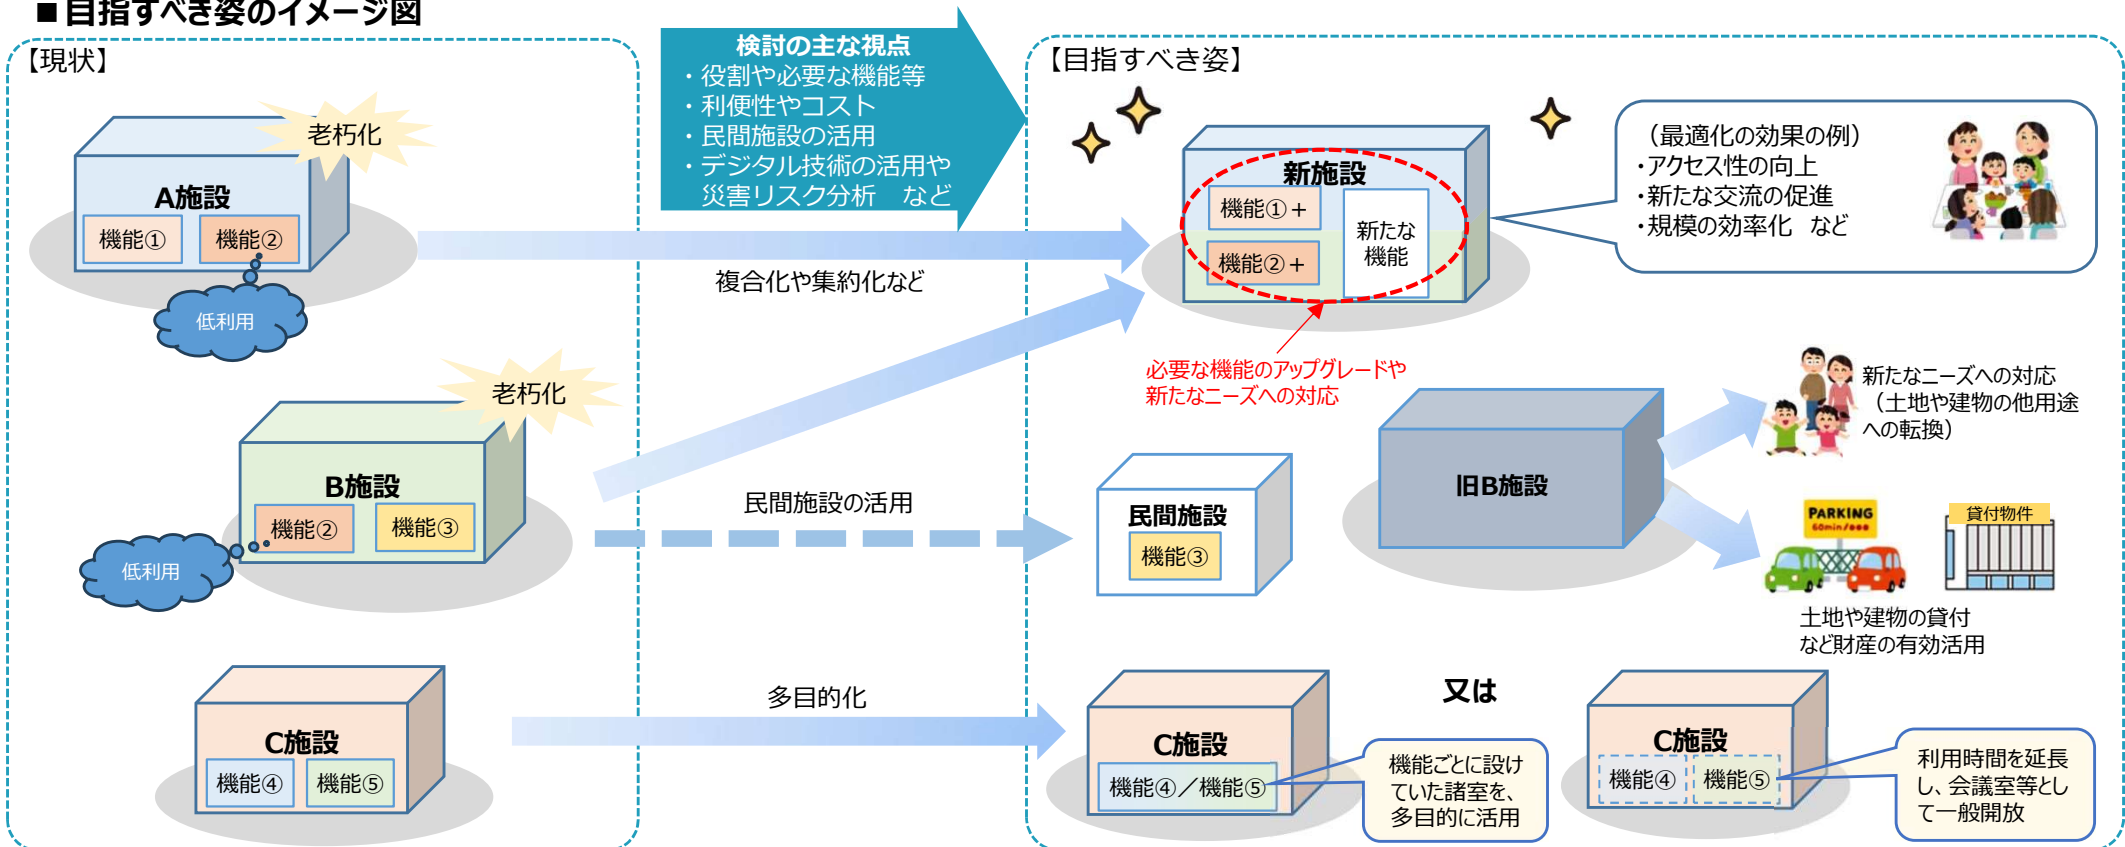 ■目指すべき姿のイメージ図
【現状】
老朽化
A施設
機能①
機能②
低利用
老朽化
B施設
機能②
機能③
低利用
C施設
機能④
機能⑤
検討の主な視点
・役割や必要な機能等
・利便性やコスト
・民間施設の活用
・デジタル技術の活用や
災害リスク分析　など
複合化や集約化など
民間施設の活用
多目的化
【目指すべき姿】
新施設
機能①＋
機能②＋
新たな
機能
（最適化の効果の例）
・アクセス性の向上
・新たな交流の促進
・規模の効率化　など
必要な機能のアップグレードや
新たなニーズへの対応
民間施設
機能③
旧B施設
新たなニーズへの対応
（土地や建物の他用途
への転換）
PARKING
60min/●●●
貸付物件
土地や建物の貸付
など財産の有効活用
C施設
機能④／機能⑤
機能ごとに設け
ていた諸室を、
多目的に活用
又は
C施設
機能④
機能⑤
利用時間を延長
し、会議室等とし
て一般開放